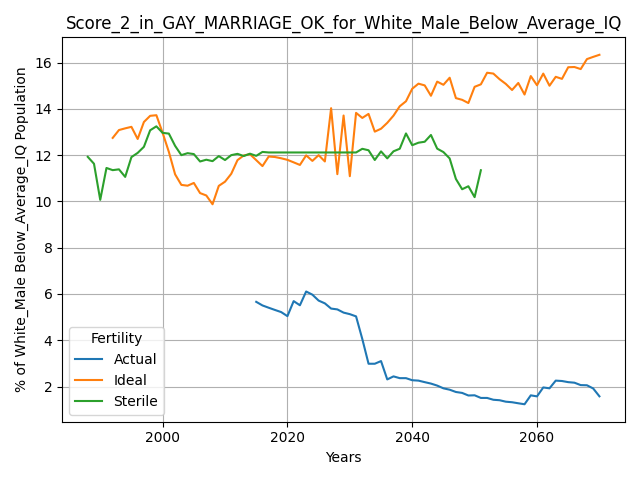 Score_2_in_GAY_MARRIAGE_OK_for_White_Male_Below_Average_IQ
% of White_Male Below_Average_IQ Population
16
14
12
10
8
6
4
2
Fertility
Actual
Ideal
Sterile
2000
2020
2040
2060
Years